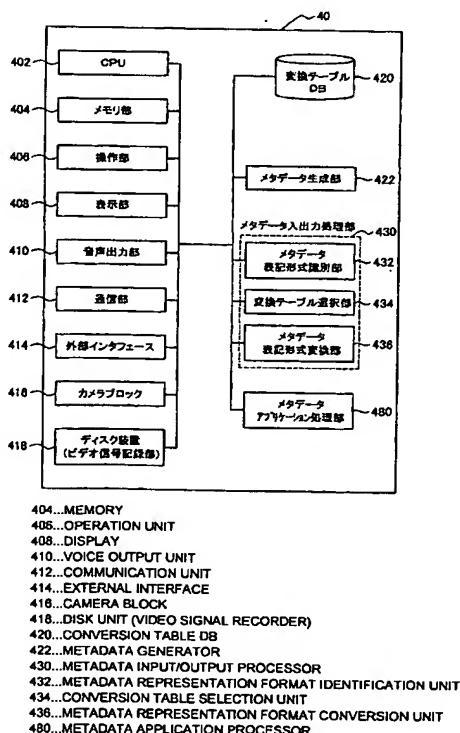 40
402 CPU
404 メモリ部
406 操作部
408 表示部
410 音声出力部
412 通信部
414 外部インタフェース
416 カメラブロック
418 ディスク装置
(ビデオ信号記録部)
変換テーブル
DB 420
メタデータ生成部 422
メタデータ入出力処理部 430
メタデータ
表記形式識別部 432
変換テーブル選択部 434
メタデータ
表記形式変換部 436
メタデータ
アプリケーション処理部 480
404...MEMORY
406...OPERATION UNIT
408...DISPLAY
410...VOICE OUTPUT UNIT
412...COMMUNICATION UNIT
414...EXTERNAL INTERFACE
416...CAMERA BLOCK
418...DISK UNIT (VIDEO SIGNAL RECORDER)
420...CONVERSION TABLE DB
422...METADATA GENERATOR
430...METADATA INPUT/OUTPUT PROCESSOR
432...METADATA REPRESENTATION FORMAT IDENTIFICATION UNIT
434...CONVERSION TABLE SELECTION UNIT
436...METADATA REPRESENTATION FORMAT CONVERSION UNIT
480...METADATA APPLICATION PROCESSOR